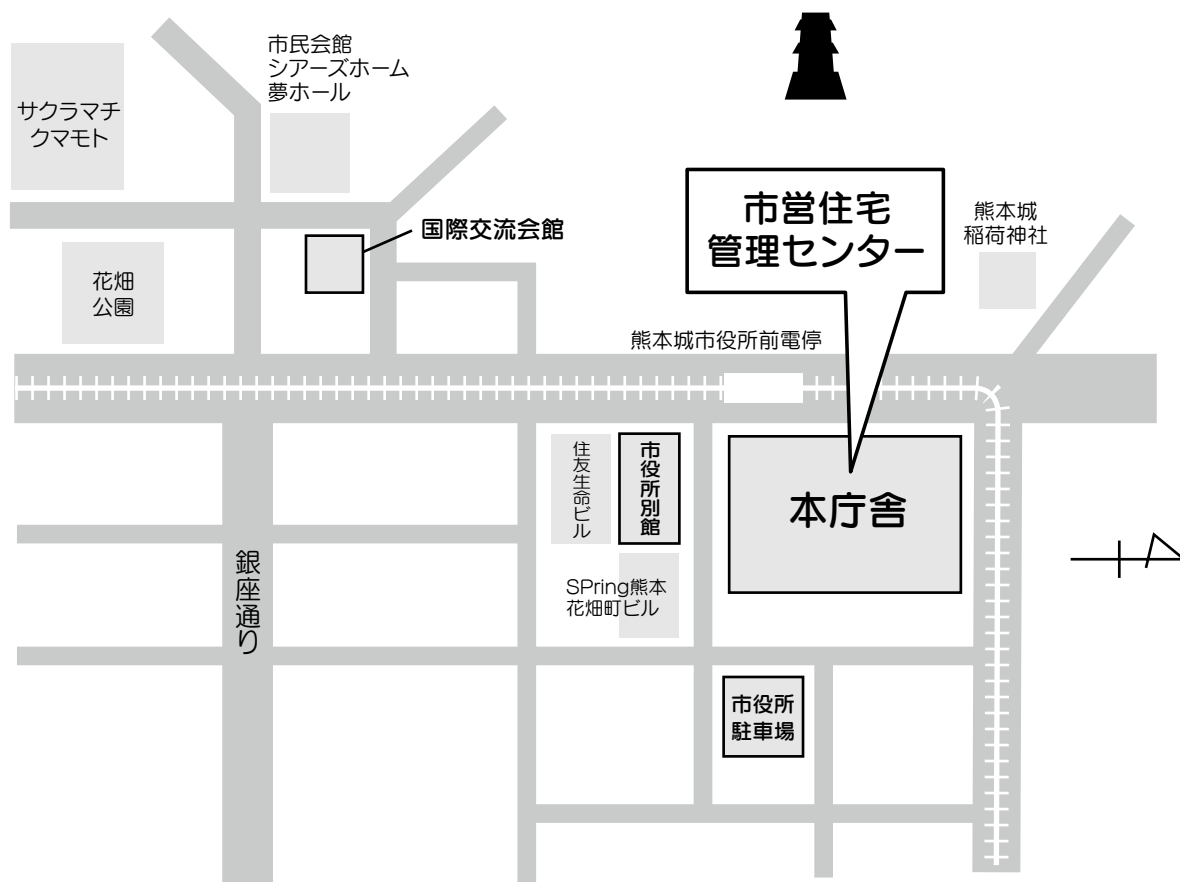 市民会館
シアーズホーム
夢ホール
サクラマチ
クマモト
市営住宅
管理センター
熊本城
稲荷神社
国際交流会館
花畑
公園
熊本城市役所前電停
住友生命ビル
市役所別館
本庁舎
銀座通り
SPring熊本
花畑町ビル
市役所
駐車場